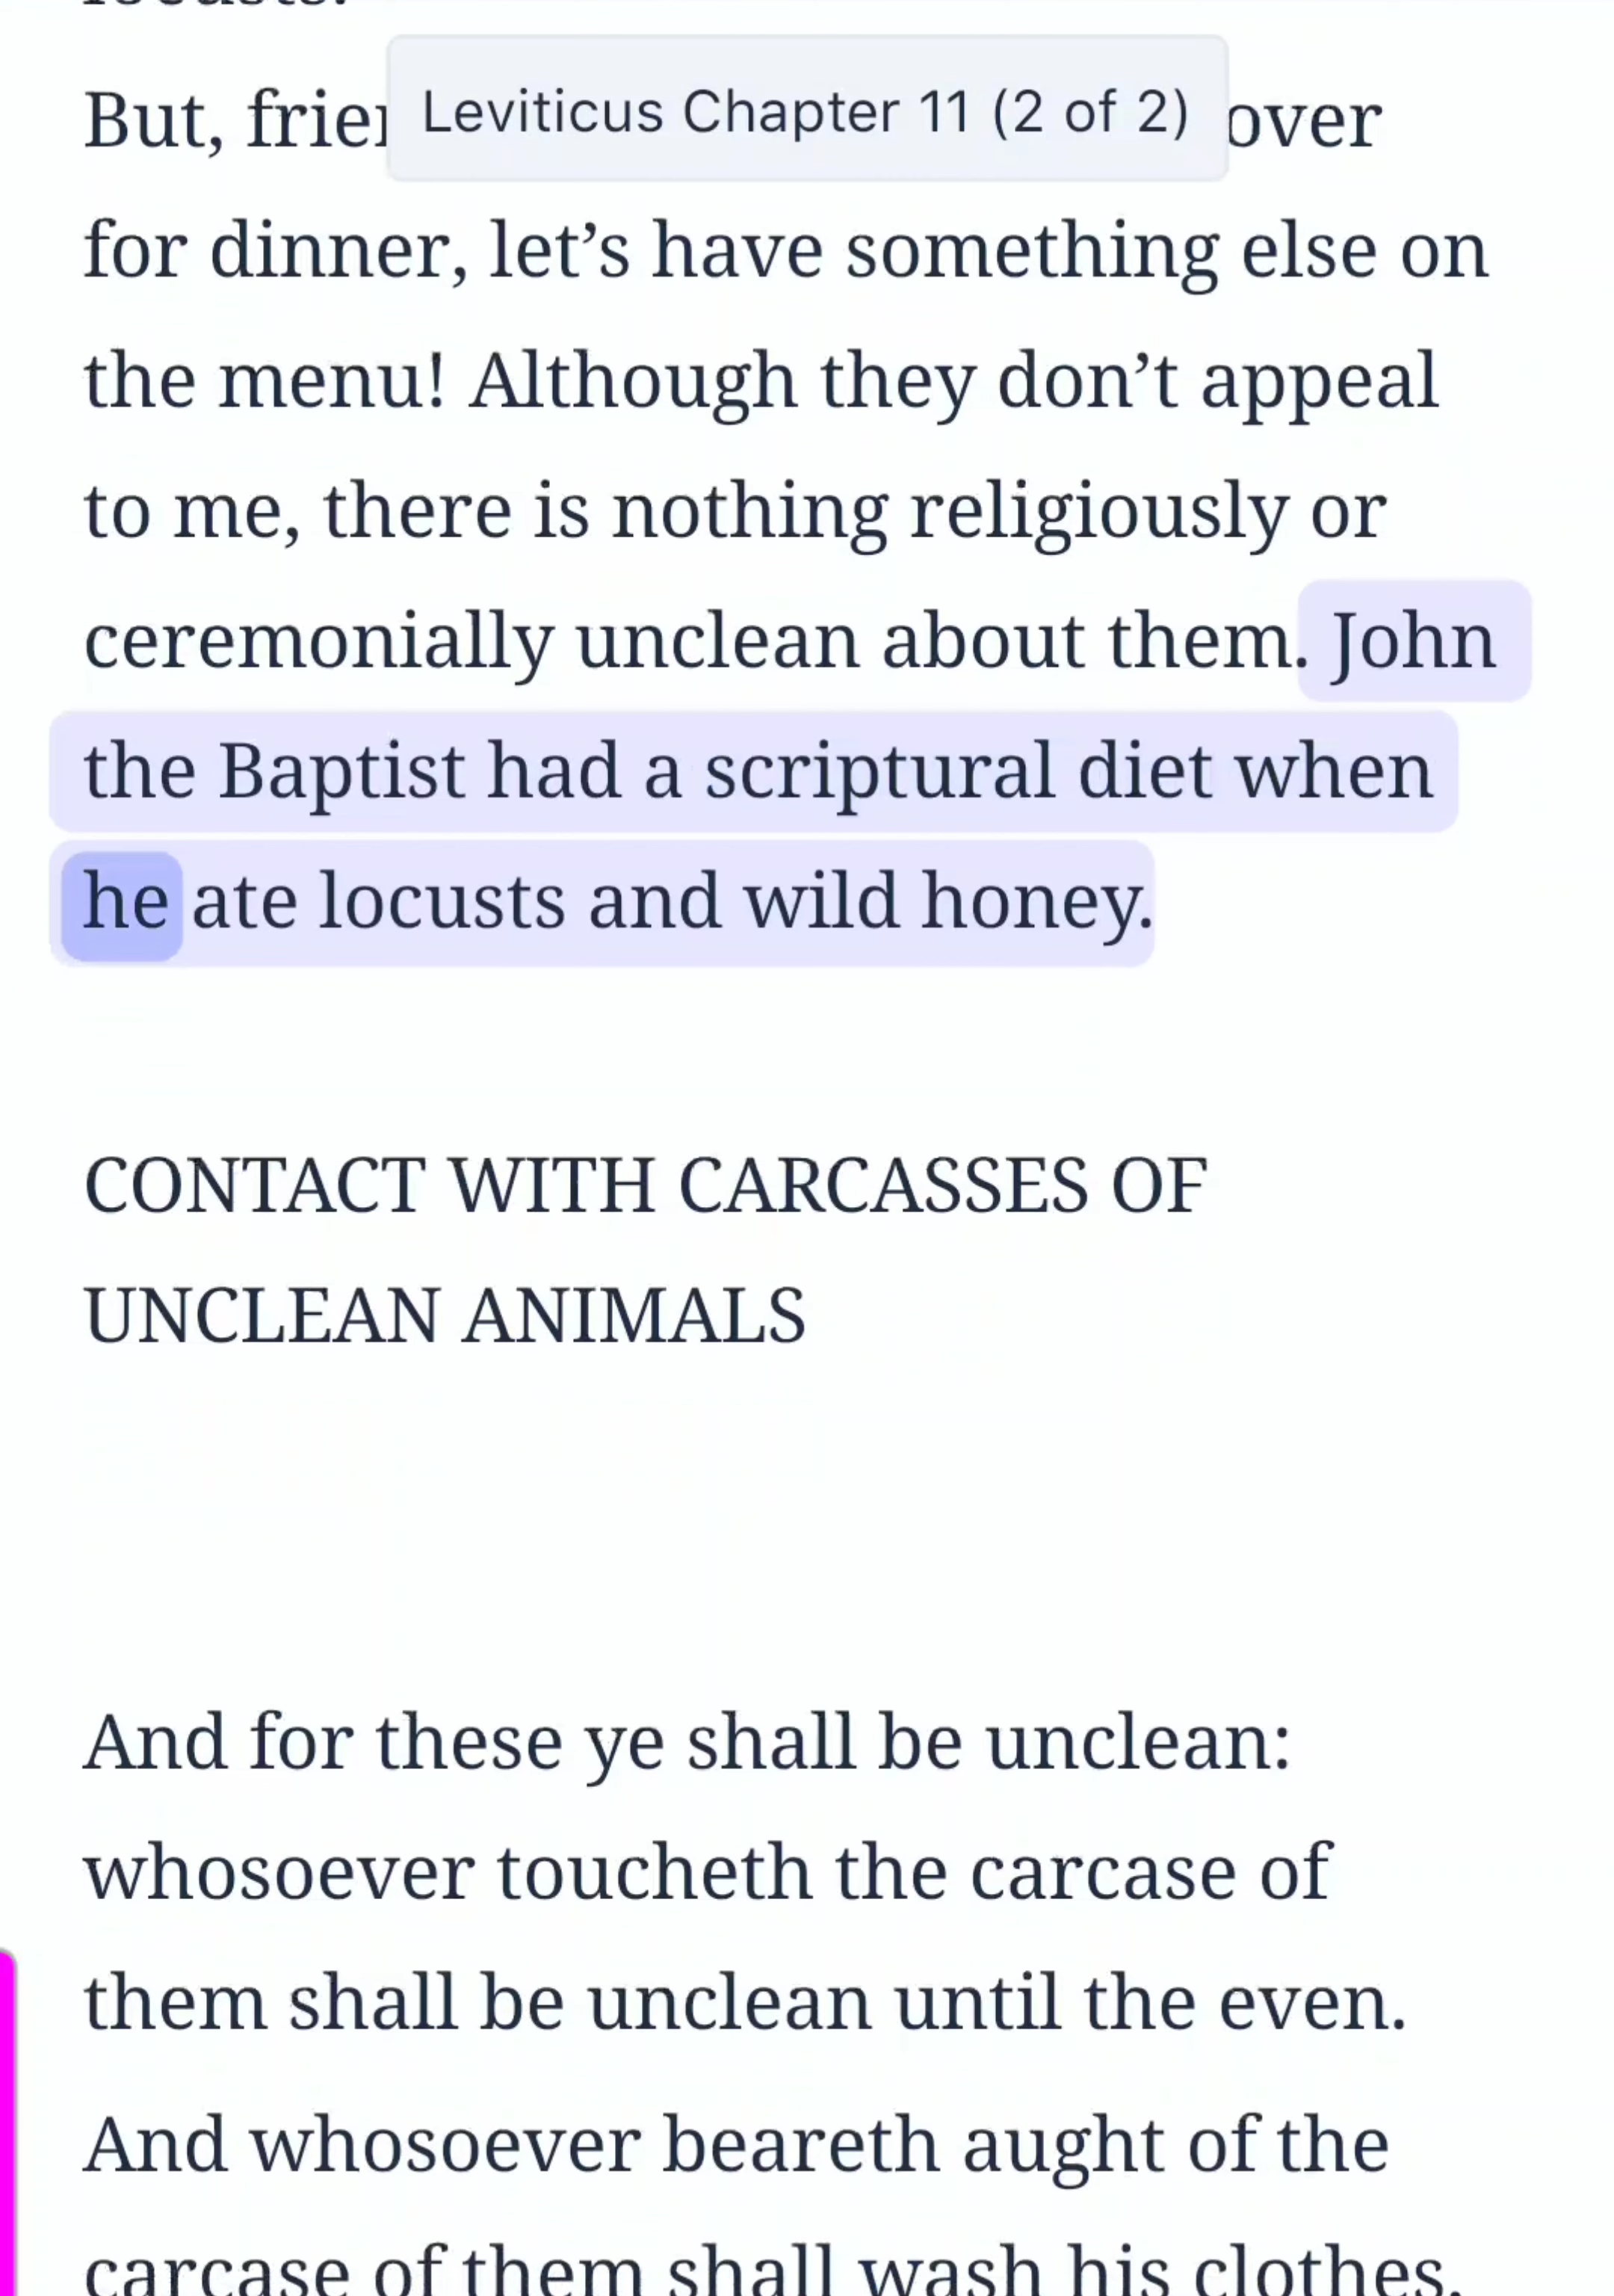 Leviticus Chapter 11 (2 of 2)
But, over
for dinner, let’s have something else on
the menu! Although they don’t appeal
to me, there is nothing religiously or
ceremonially unclean about them. John
the Baptist had a scriptural diet when
he ate locusts and wild honey.
CONTACT WITH CARCASSES OF
UNCLEAN ANIMALS
And for these ye shall be unclean:
whosoever toucheth the carcase of
them shall be unclean until the even.
And whosoever beareth aught of the
carcase of them shall wash his clothes,